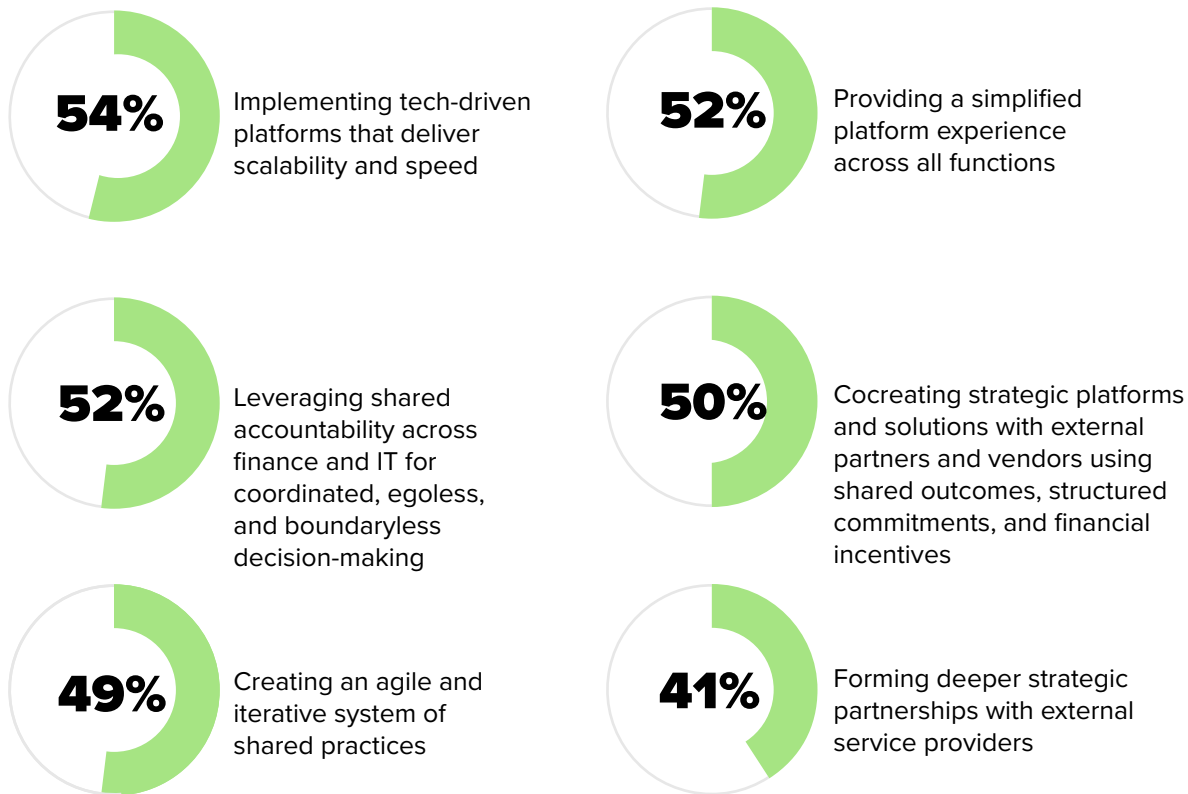 54%
Implementing tech-driven
platforms that deliver
scalability and speed
52%
Providing a simplified
platform experience
across all functions
52%
Leveraging shared
accountability across
finance and IT for
coordinated, egoless,
and boundaryless
decision-making
50%
Cocreating strategic platforms
and solutions with external
partners and vendors using
shared outcomes, structured
commitments, and financial
incentives
49%
Creating an agile and
iterative system of
shared practices
41%
Forming deeper strategic
partnerships with external
service providers